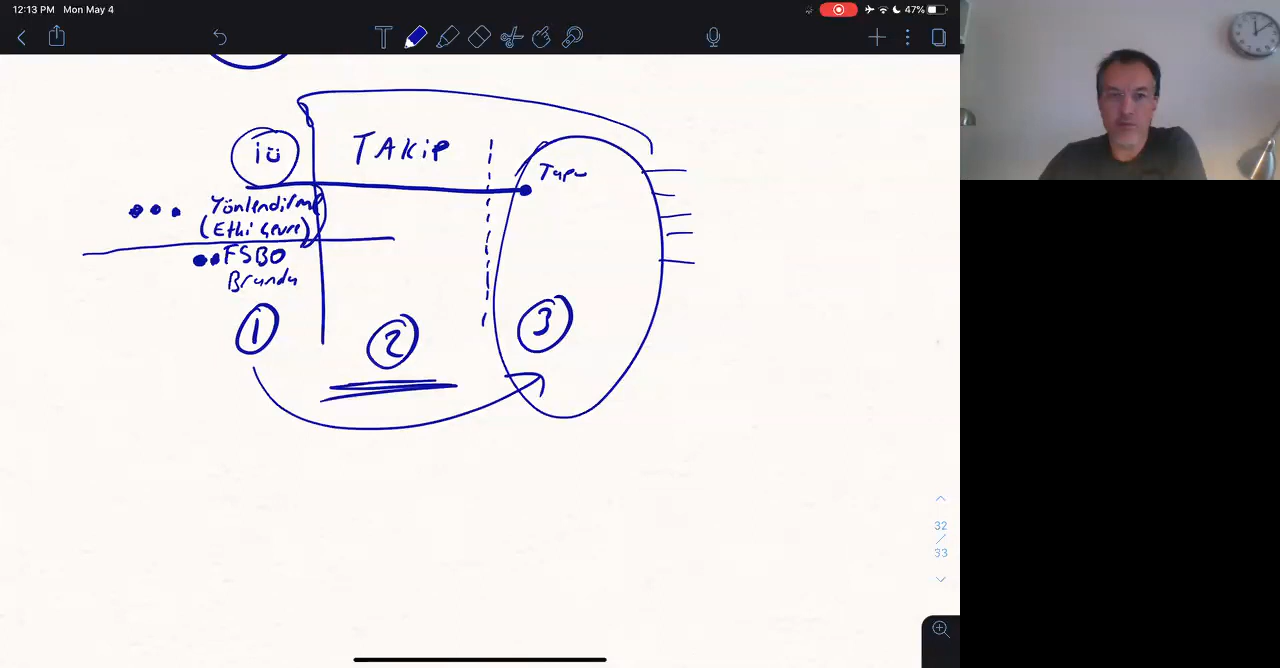 12:13 PM Mon May 4
47%
T
İÜ
TAKİP
Tapu
Yönlendirme
(Etki Çevre)
FSBO
Branda
1
2
3
32
33